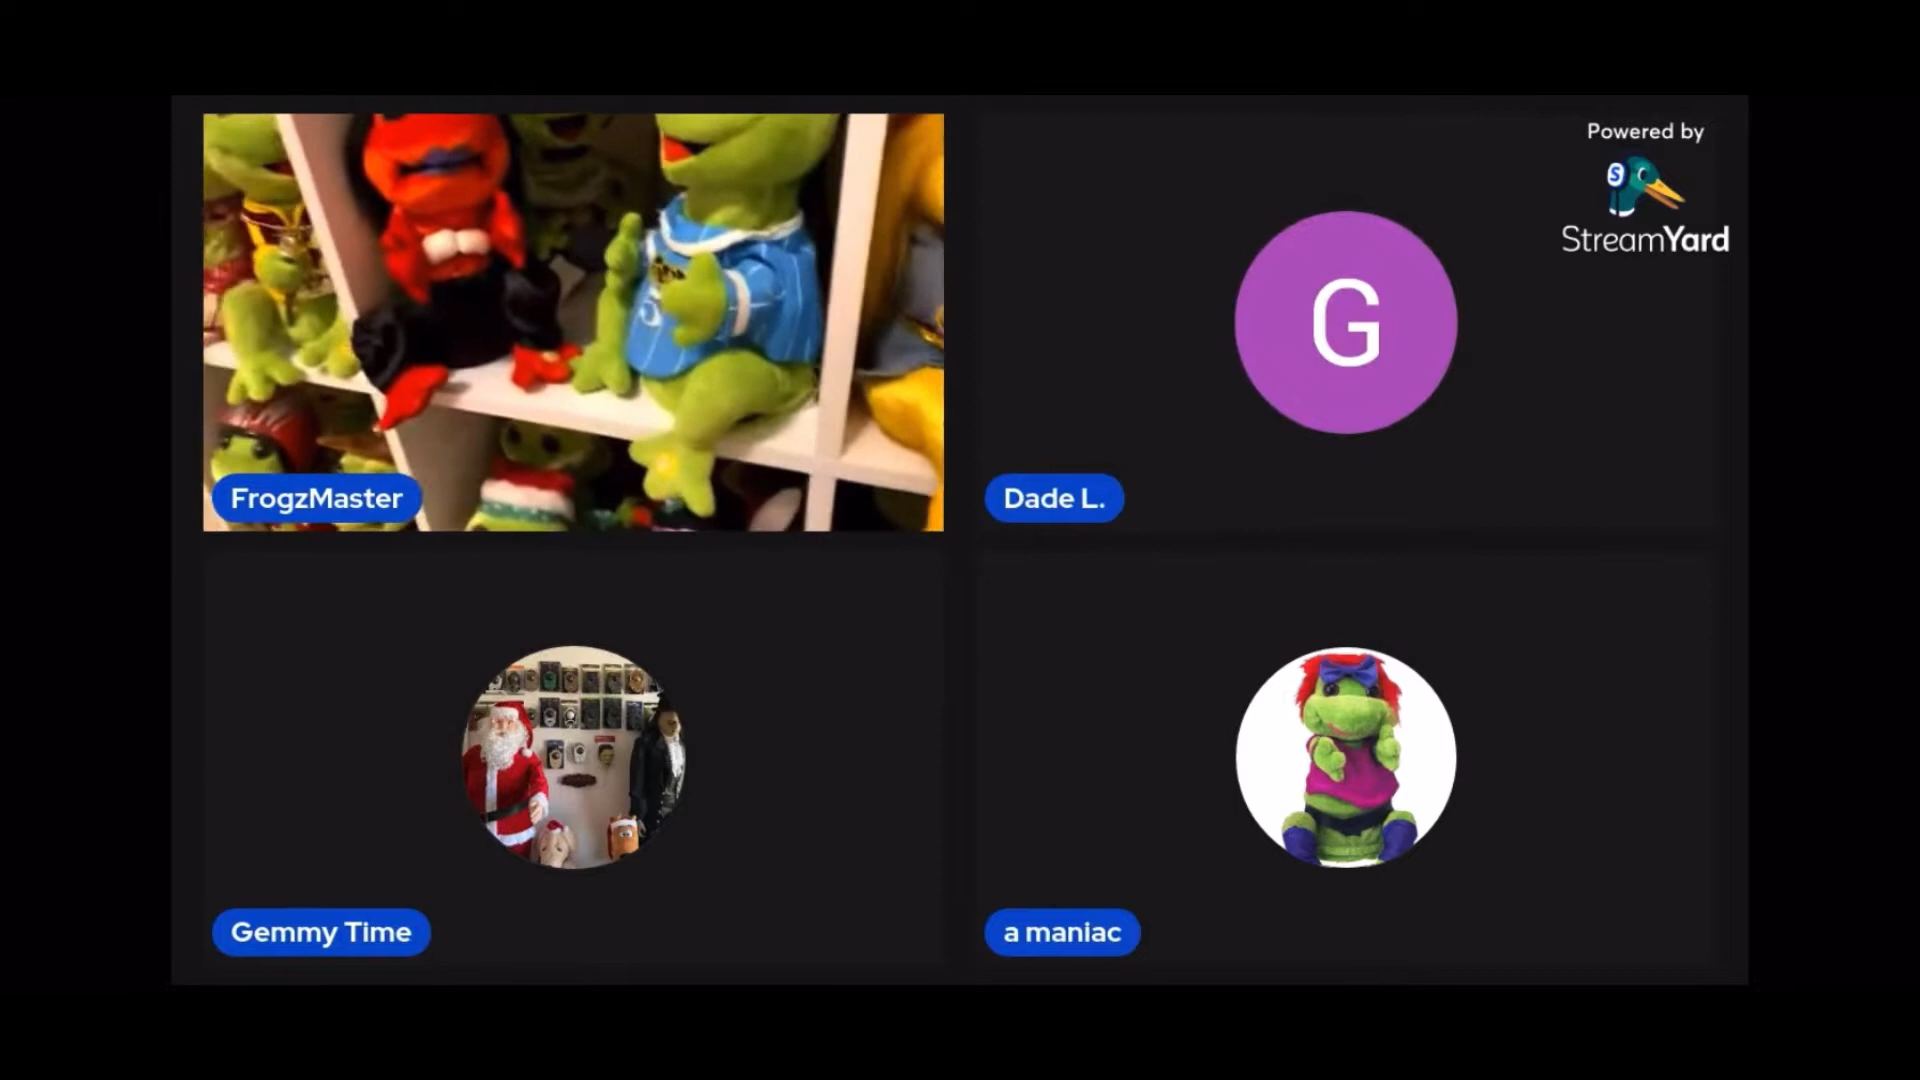 Powered by
S
StreamYard
G
FrogzMaster
Dade L.
Gemmy Time
a maniac